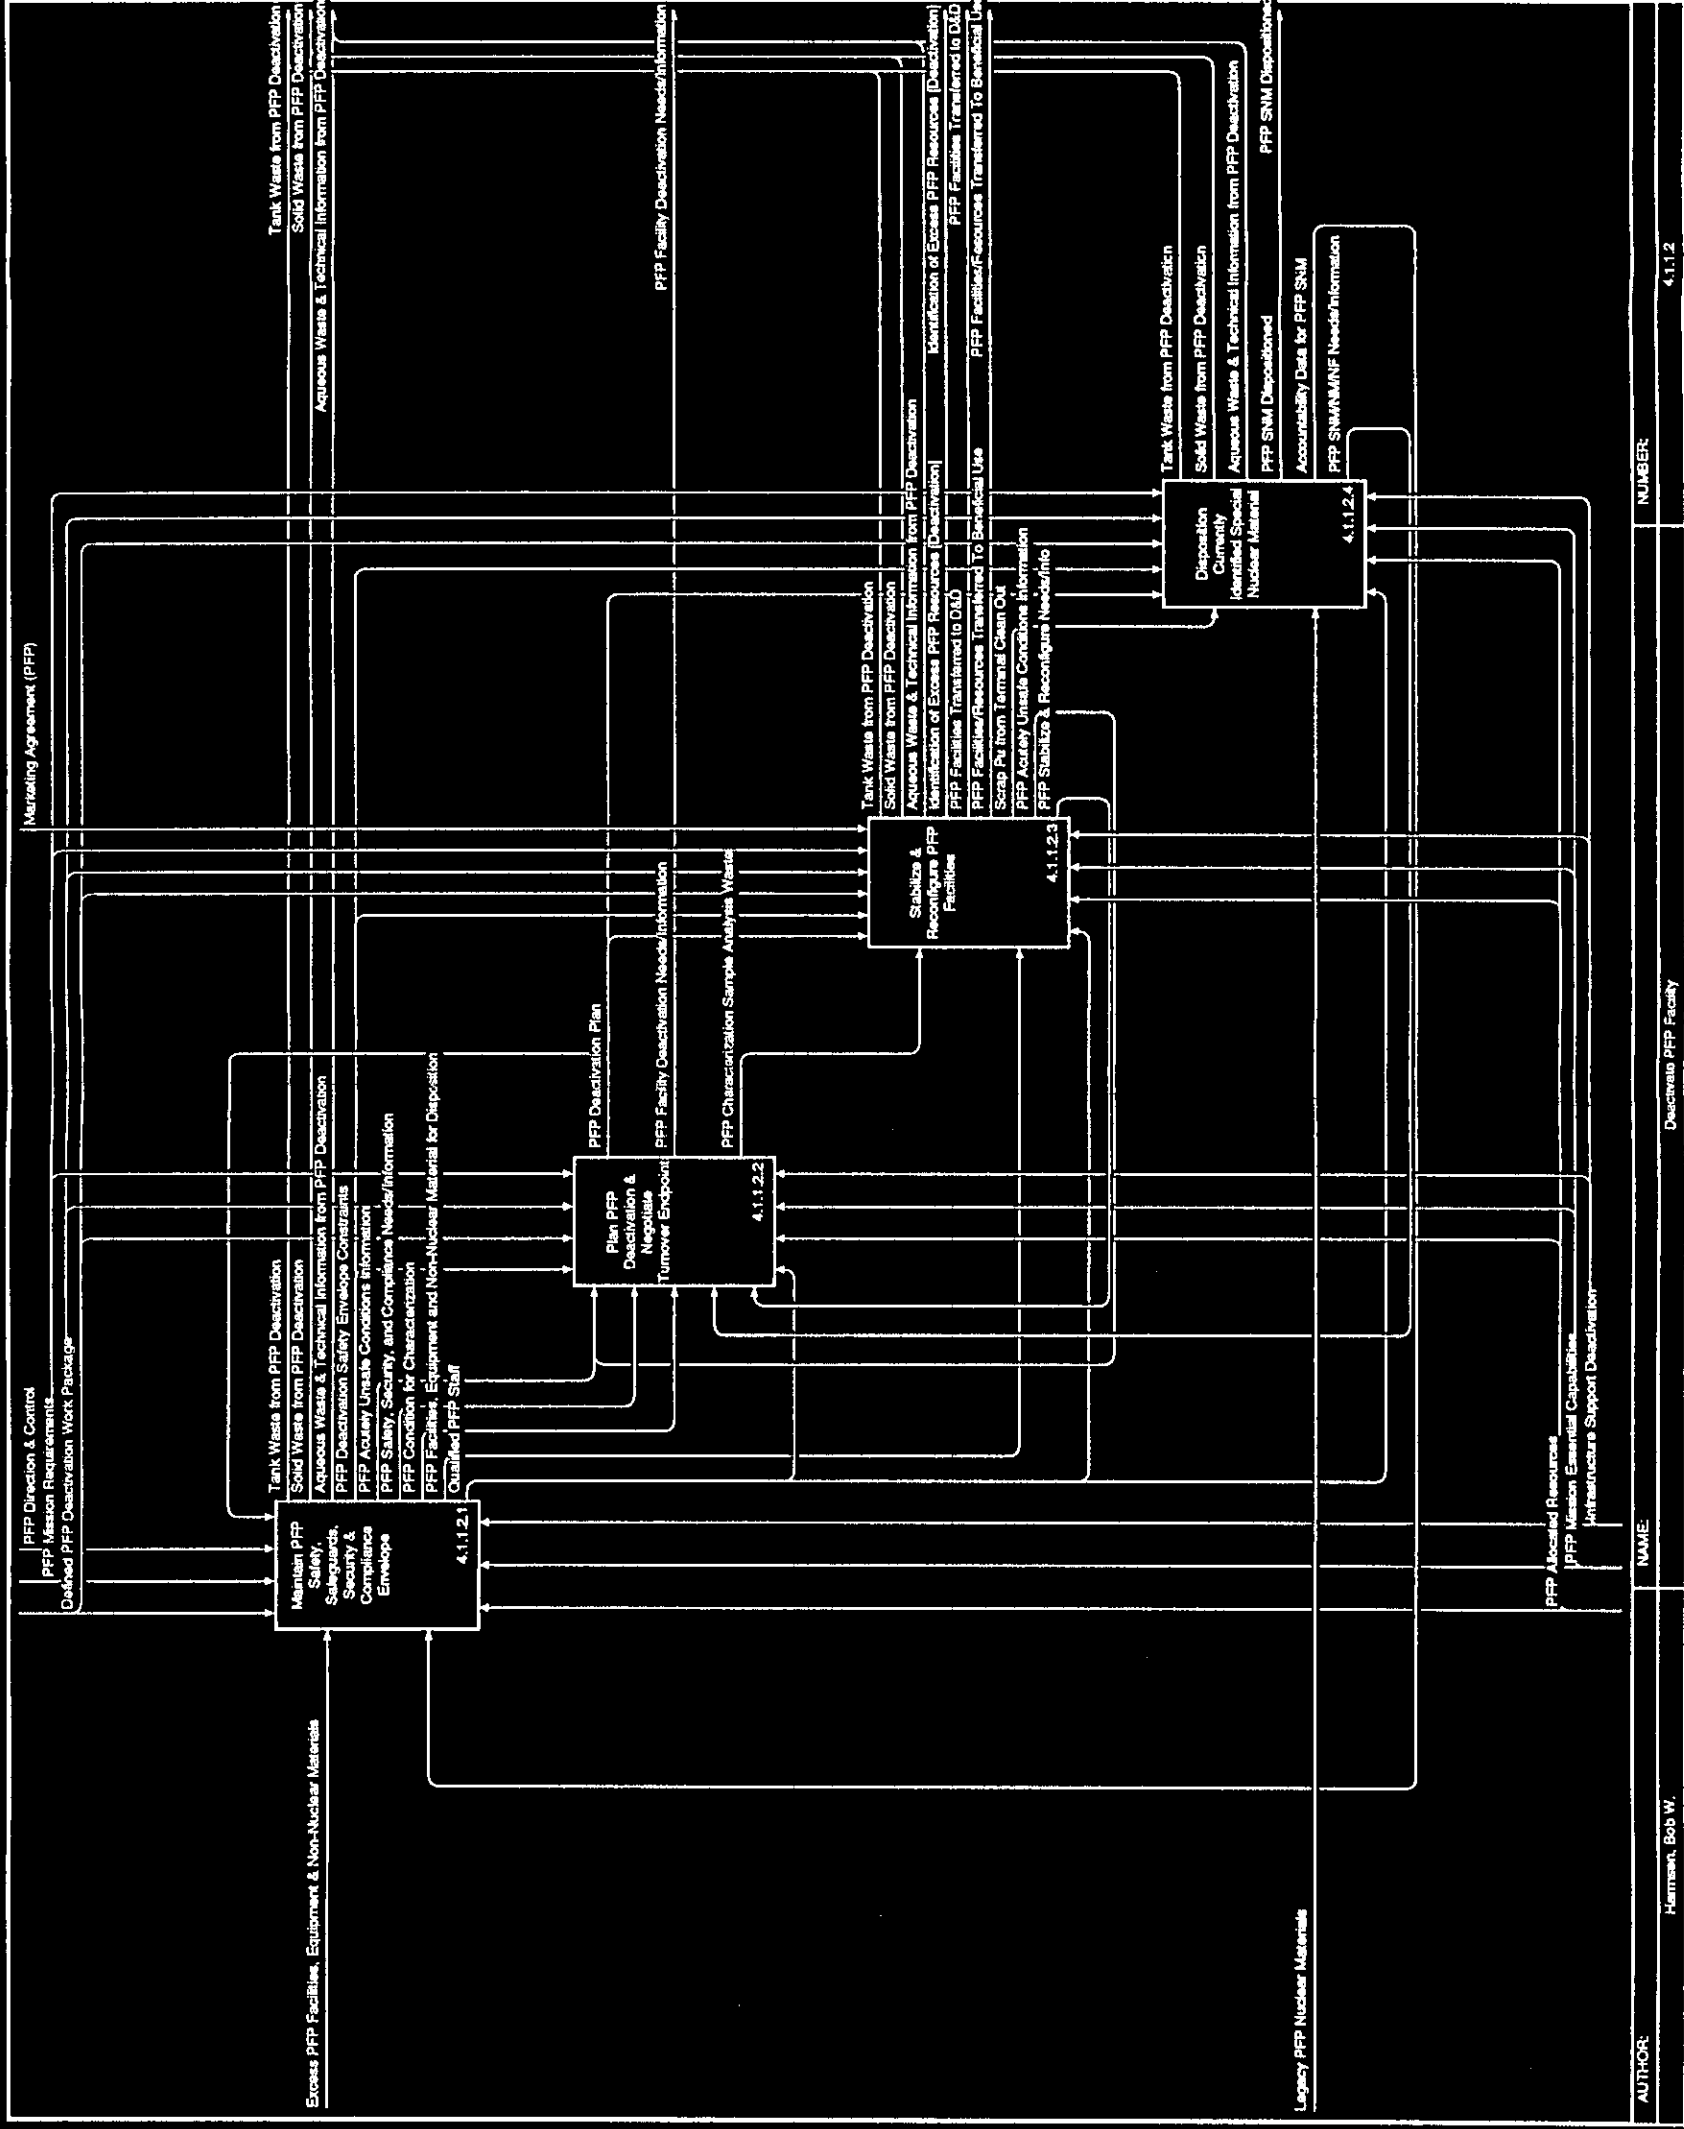 PFP Direction & Control
PFP Mission Requirements
Defined PFP Deactivation Work Package
Marketing Agreement (PFP)
Excess PFP Facilities, Equipment & Non-Nuclear Materials
Legacy PFP Nuclear Materials
Maintain PFP
Safety,
Safeguards,
Security &
Compliance
Envelope
4.1.1.2.1
Tank Waste from PFP Deactivation
Solid Waste from PFP Deactivation
Aqueous Waste & Technical Information from PFP Deactivation
PFP Deactivation Safety Envelope Constraints
PFP Acutely Unsafe Conditions Information
PFP Safety, Security, and Compliance Needs/Information
PFP Condition for Characterization
PFP Facilities, Equipment and Non-Nuclear Material for Disposition
Qualified PFP Staff
Plan PFP
Deactivation &
Negotiate
Turnover Endpoint
4.1.1.2.2
PFP Deactivation Plan
PFP Facility Deactivation Needs/Information
PFP Characterization Sample Analysis Waste
Stabilize &
Reconfigure PFP
Facilities
4.1.1.2.3
Tank Waste from PFP Deactivation
Solid Waste from PFP Deactivation
Aqueous Waste & Technical Information from PFP Deactivation
Identification of Excess PFP Resources [Deactivation]
PFP Facilities Transferred to D&D
PFP Facilities/Resources Transferred To Beneficial Use
Scrap Pu from Terminal Clean Out
PFP Acutely Unsafe Conditions Information
PFP Stabilize & Reconfigure Needs/Info
Disposition
Currently
Identified Special
Nuclear Material
4.1.1.2.4
Tank Waste from PFP Deactivation
Solid Waste from PFP Deactivation
Aqueous Waste & Technical Information from PFP Deactivation
PFP SNM Dispositioned
Accountability Data for PFP SNM
PFP SNM/NM/NF Needs/Information
Tank Waste from PFP Deactivation
Solid Waste from PFP Deactivation
Aqueous Waste & Technical Information from PFP Deactivation
PFP Facility Deactivation Needs/Information
Identification of Excess PFP Resources [Deactivation]
PFP Facilities Transferred to D&D
PFP Facilities/Resources Transferred To Beneficial Use
PFP SNM Dispositioned
PFP Allocated Resources
PFP Mission Essential Capabilities
Infrastructure Support Deactivation
AUTHOR:
Harmsen, Bob W.
NAME:
Deactivate PFP Facility
NUMBER:
4.1.1.2